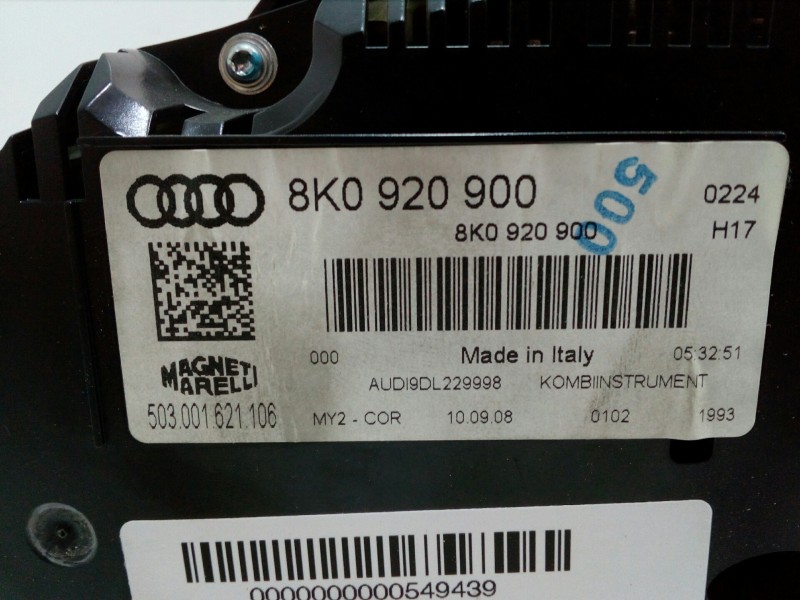 8K0 920 900
500
0224
8K0 920 900
H17
000
Made in Italy
05:32:51
MAGNETI
MARELLI
AUDI9DL229998
KOMBIINSTRUMENT
503.001.621.106
MY2 - COR
10.09.08
0102
1993
0000000000549439